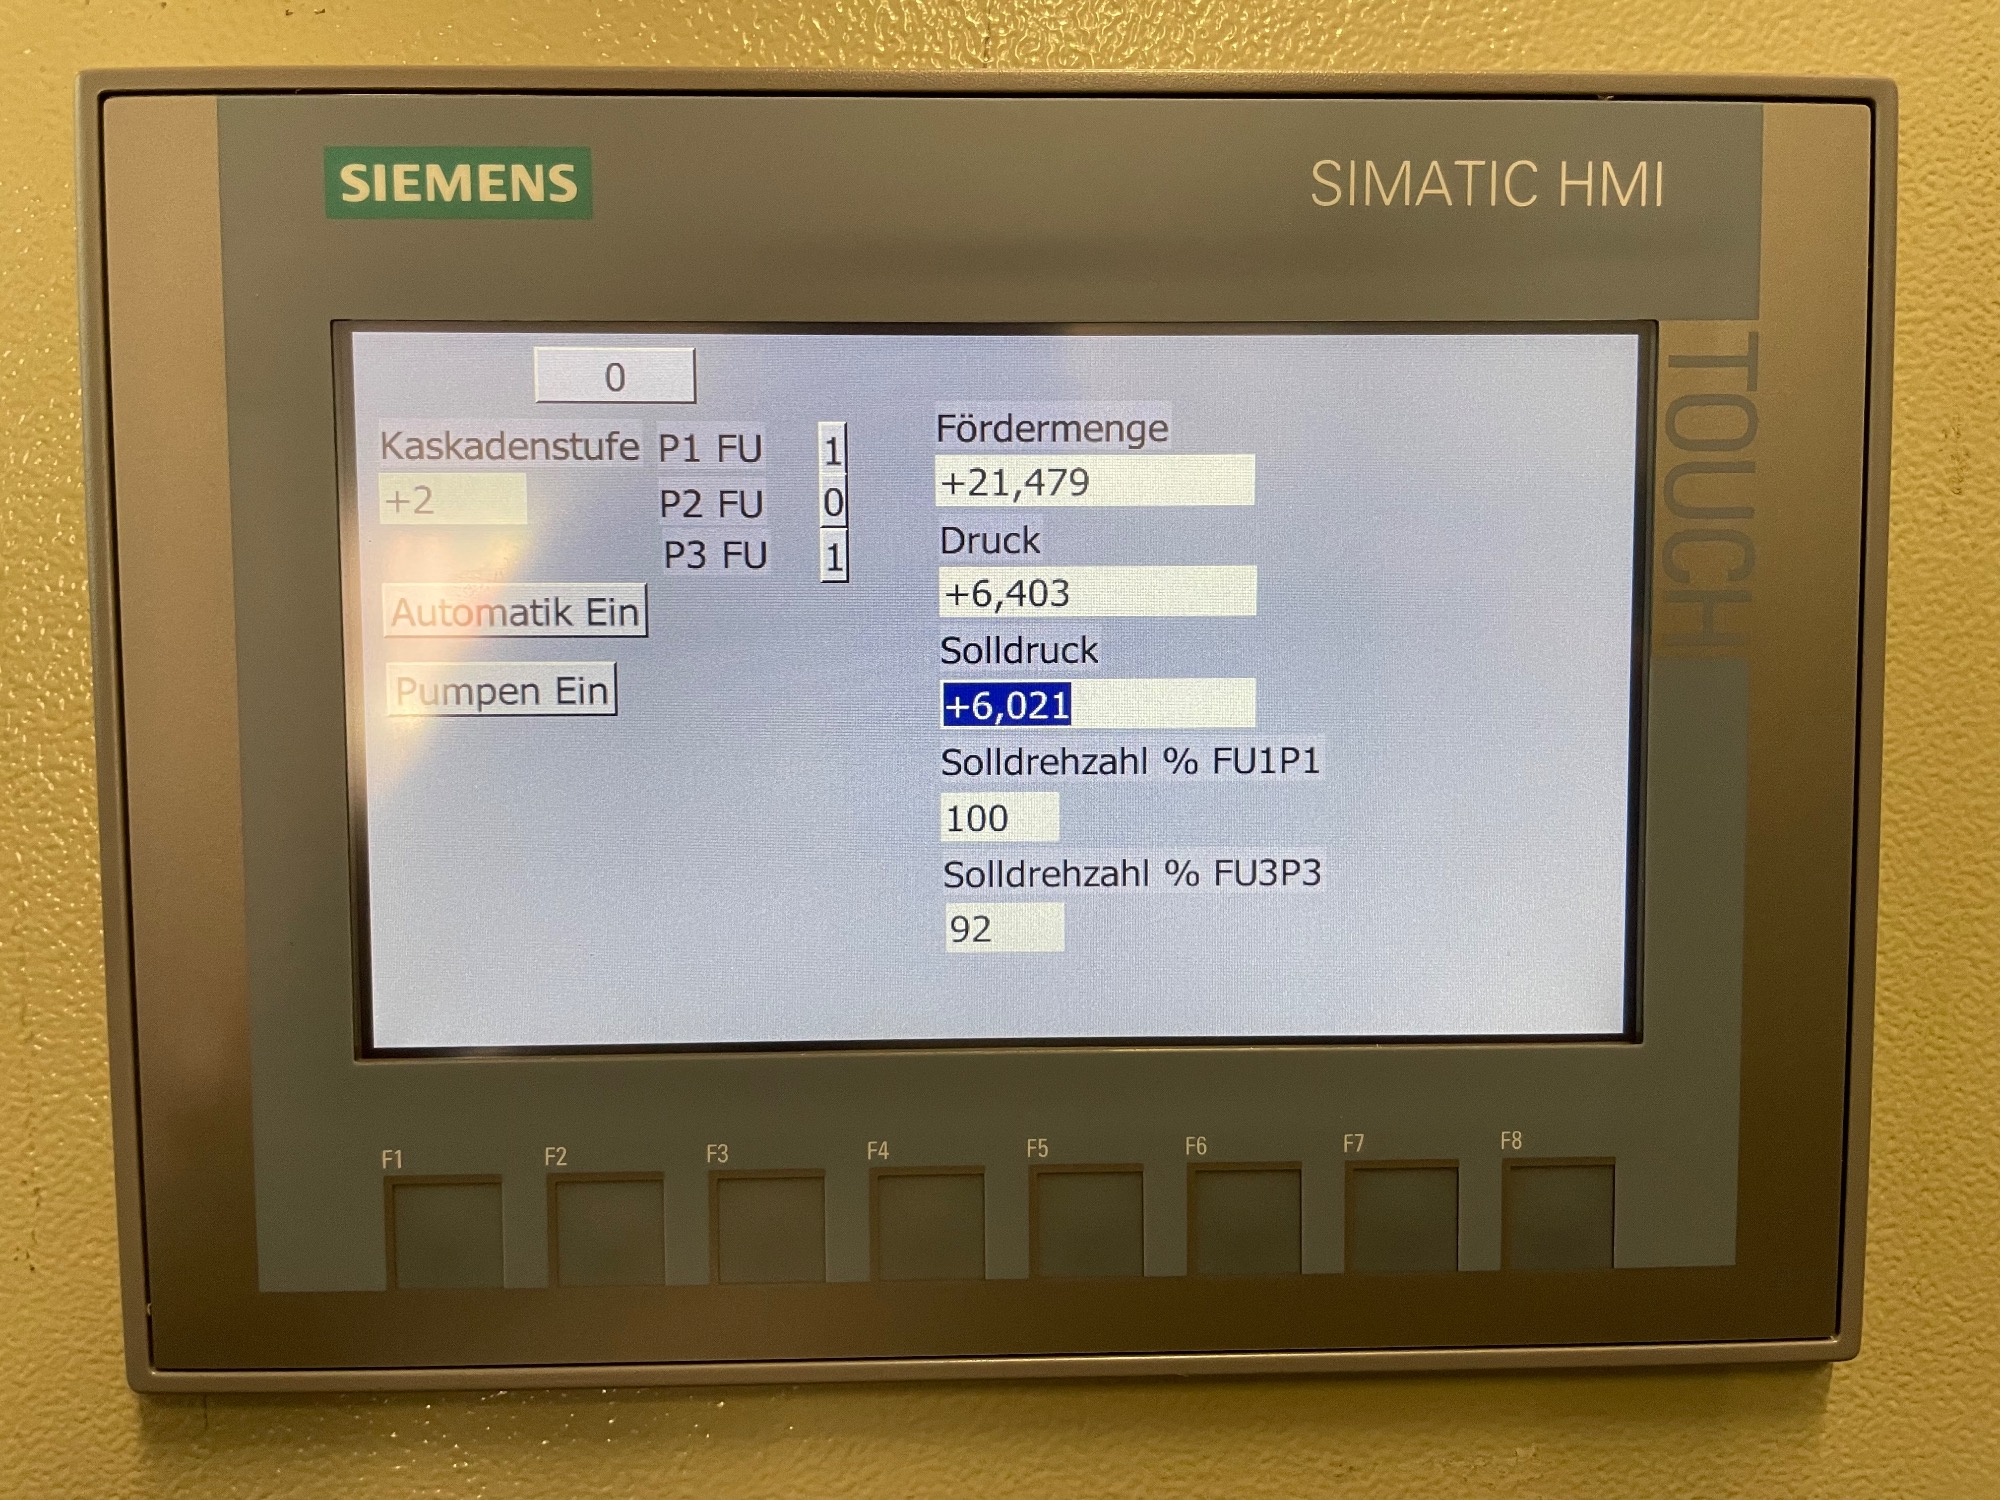 SIEMENS
SIMATIC HMI
TOUCH
0
Kaskadenstufe P1 FU 1
+2
P2 FU 0
P3 FU 1
Automatik Ein
Pumpen Ein
Fördermenge
+21,479
Druck
+6,403
Solldruck
+6,021
Solldrehzahl % FU1P1
100
Solldrehzahl % FU3P3
92
F1 F2 F3 F4 F5 F6 F7 F8